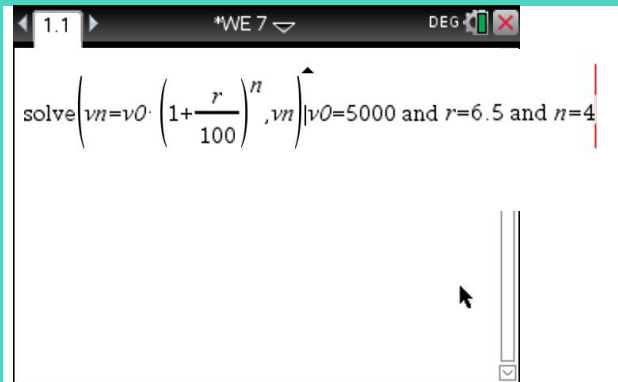 1.1 *WE 7 DEG
solve(vn=v0·(1+r/100)^n,vn)|v0=5000 and r=6.5 and n=4